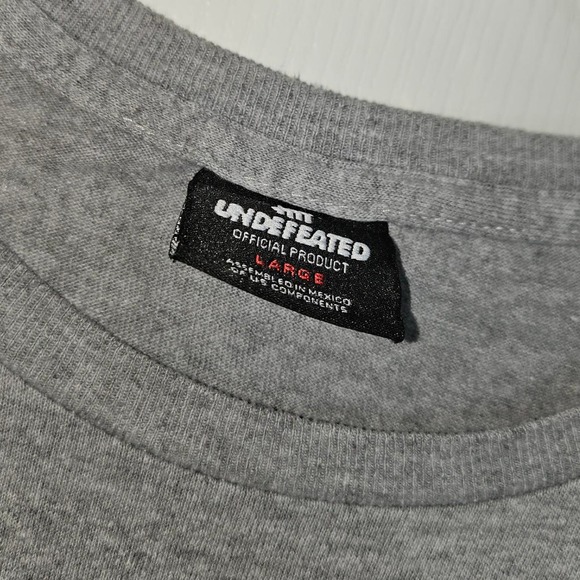 UNDEFEATED
OFFICIAL PRODUCT
LARGE
ASSEMBLED IN MEXICO
OF US COMPONENTS